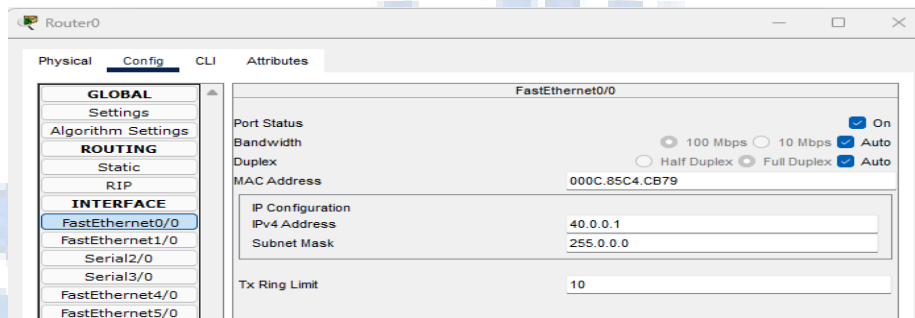 Router0
Physical Config CLI Attributes
GLOBAL
Settings
Algorithm Settings
ROUTING
Static
RIP
INTERFACE
FastEthernet0/0
FastEthernet1/0
Serial2/0
Serial3/0
FastEthernet4/0
FastEthernet5/0
FastEthernet0/0
Port Status On
Bandwidth 100 Mbps 10 Mbps Auto
Duplex Half Duplex Full Duplex Auto
MAC Address 000C.85C4.CB79
IP Configuration
IPv4 Address 40.0.0.1
Subnet Mask 255.0.0.0
Tx Ring Limit 10